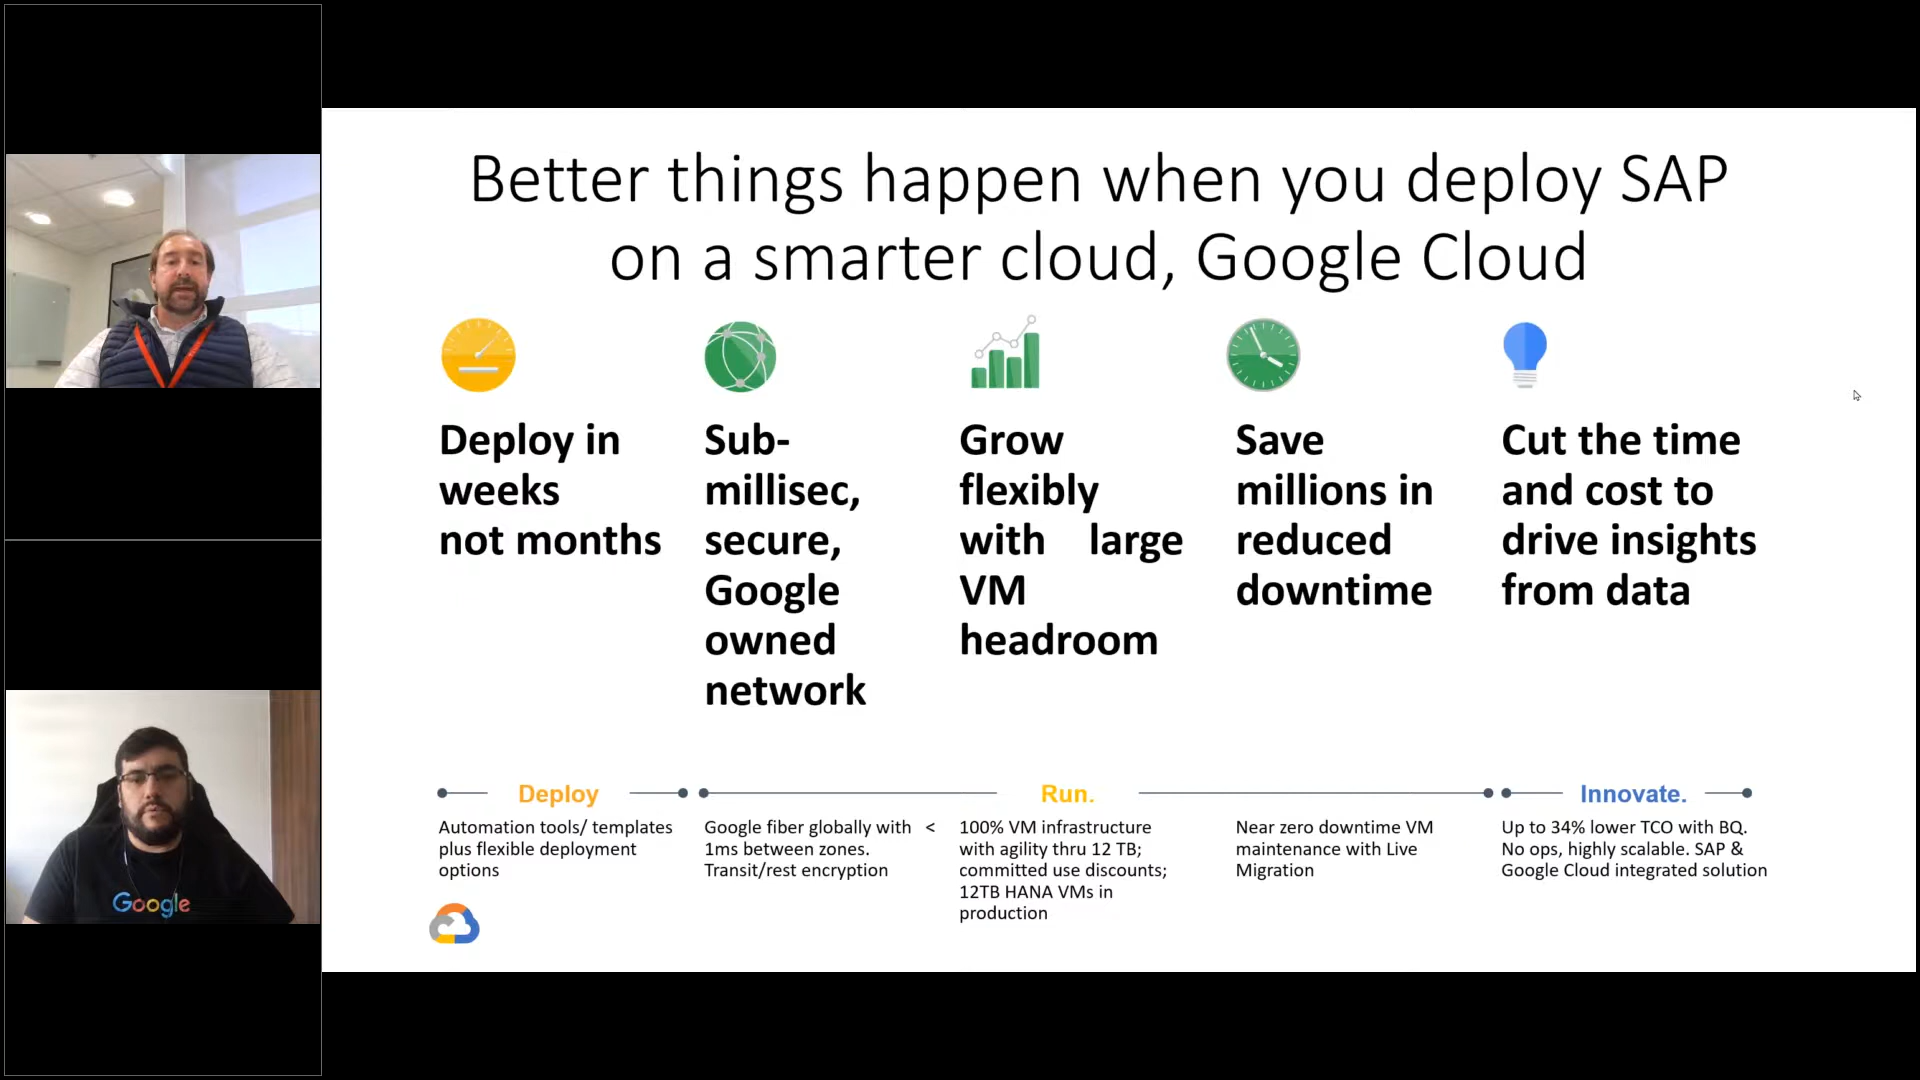 Better things happen when you deploy SAP
on a smarter cloud, Google Cloud
Deploy in
weeks
not months
Sub-
millisec,
secure,
Google
owned
network
Grow
flexibly
with large
VM
headroom
Save
millions in
reduced
downtime
Cut the time
and cost to
drive insights
from data
Deploy
Automation tools/ templates
plus flexible deployment
options
Run.
Google fiber globally with <
1ms between zones.
Transit/rest encryption
100% VM infrastructure
with agility thru 12 TB;
committed use discounts;
12TB HANA VMs in
production
Near zero downtime VM
maintenance with Live
Migration
Innovate.
Up to 34% lower TCO with BQ.
No ops, highly scalable. SAP &
Google Cloud integrated solution
Google